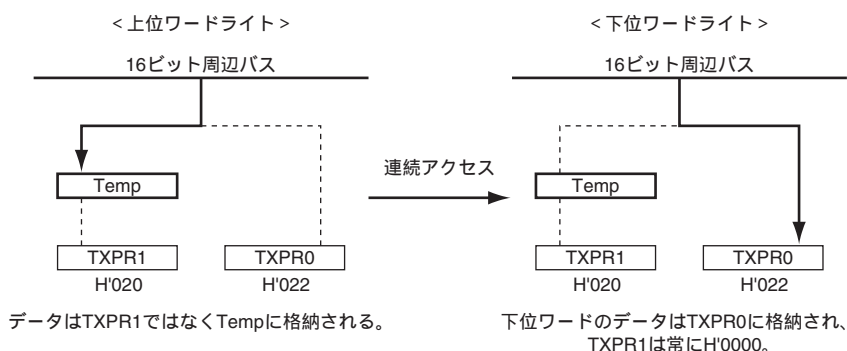 ＜上位ワードライト＞
16ビット周辺バス
Temp
TXPR1
TXPR0
H'020
H'022
データはTXPR1ではなくTempに格納される。
連続アクセス
＜下位ワードライト＞
16ビット周辺バス
Temp
TXPR1
TXPR0
H'020
H'022
下位ワードのデータはTXPR0に格納され、
TXPR1は常にH'0000。